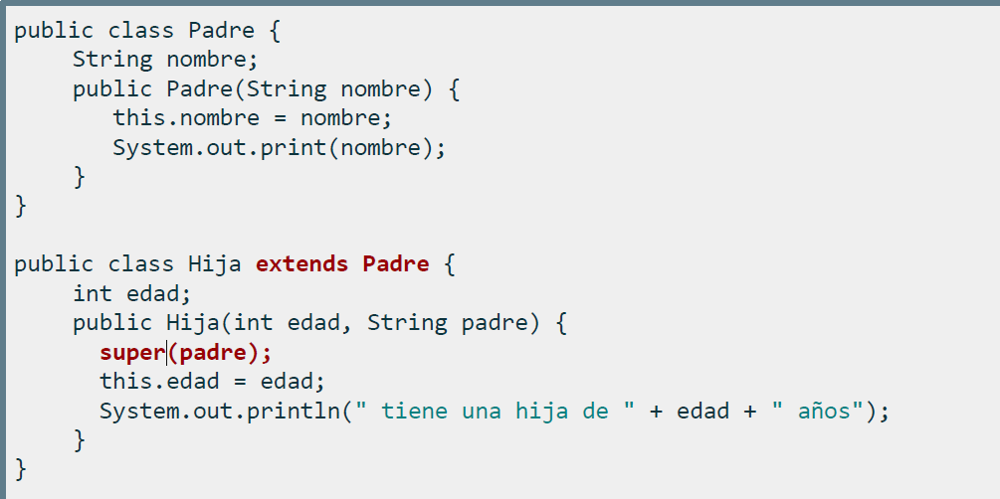 public class Padre {
String nombre;
public Padre(String nombre) {
this.nombre = nombre;
System.out.print(nombre);
}
}
public class Hija extends Padre {
int edad;
public Hija(int edad, String padre) {
super(padre);
this.edad = edad;
System.out.println(" tiene una hija de " + edad + " años");
}
}